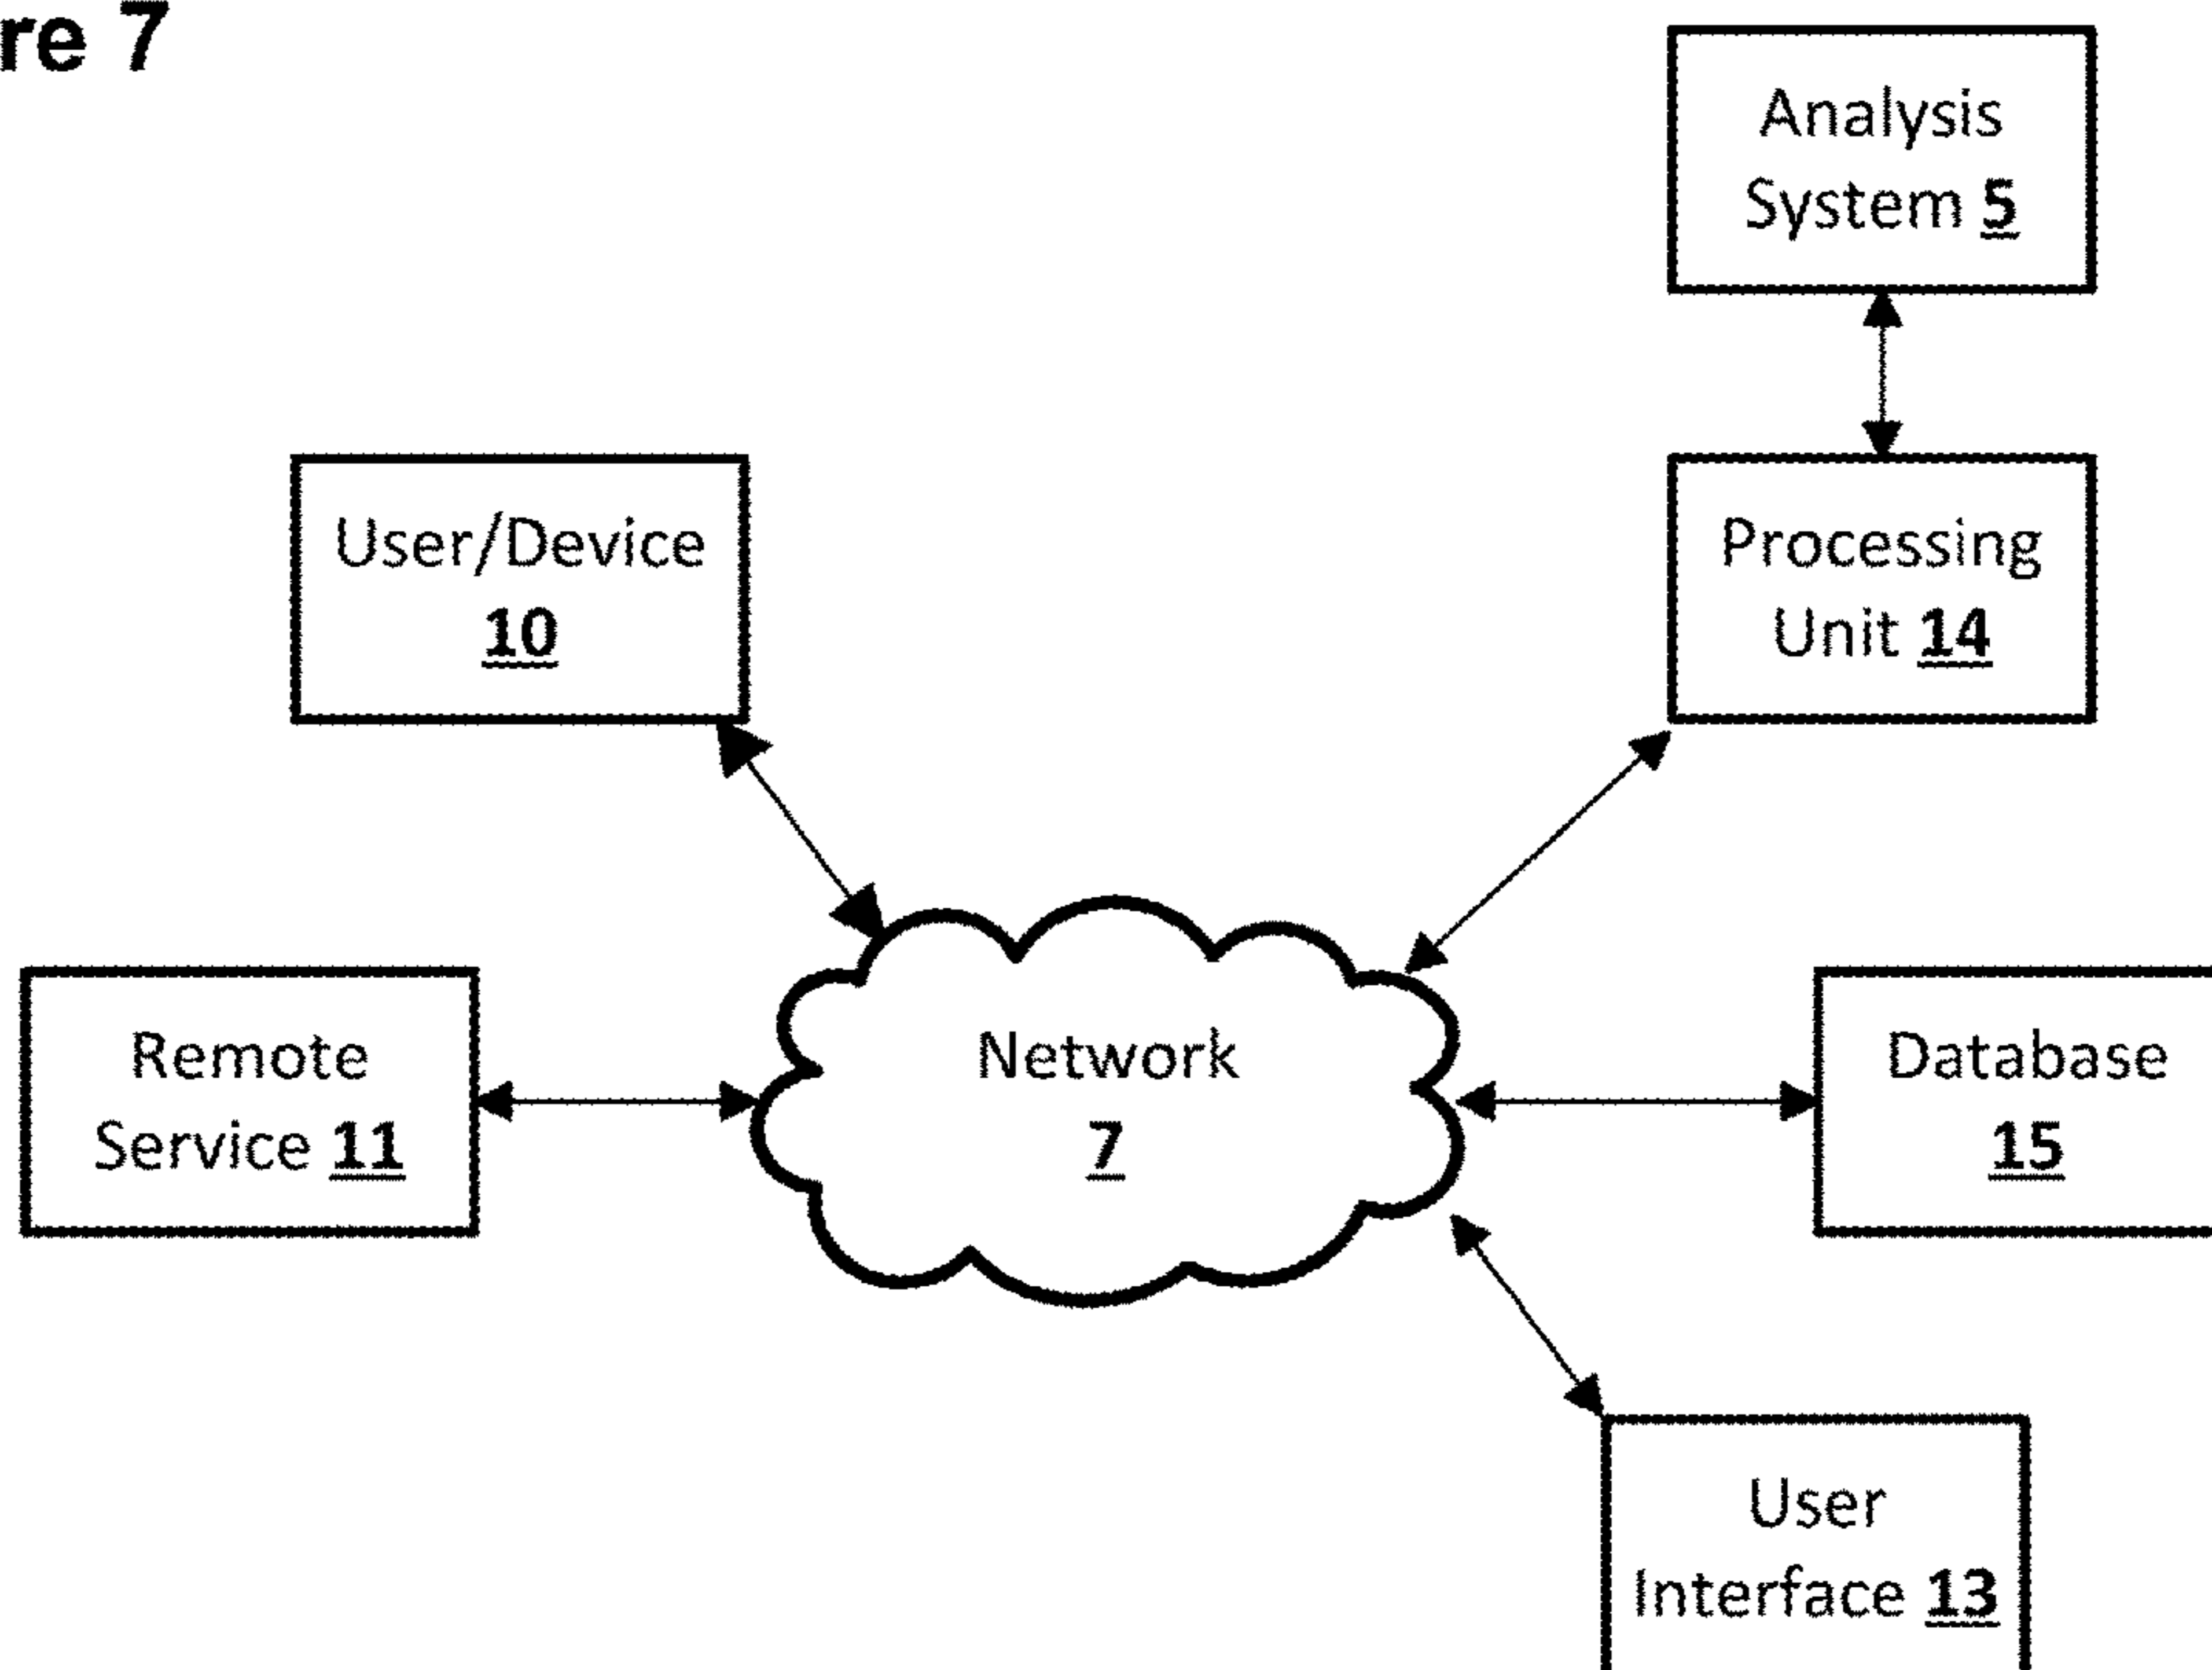 re 7
Analysis
System 5
User/Device
10
Processing
Unit 14
Remote
Service 11
Network
7
Database
15
User
Interface 13